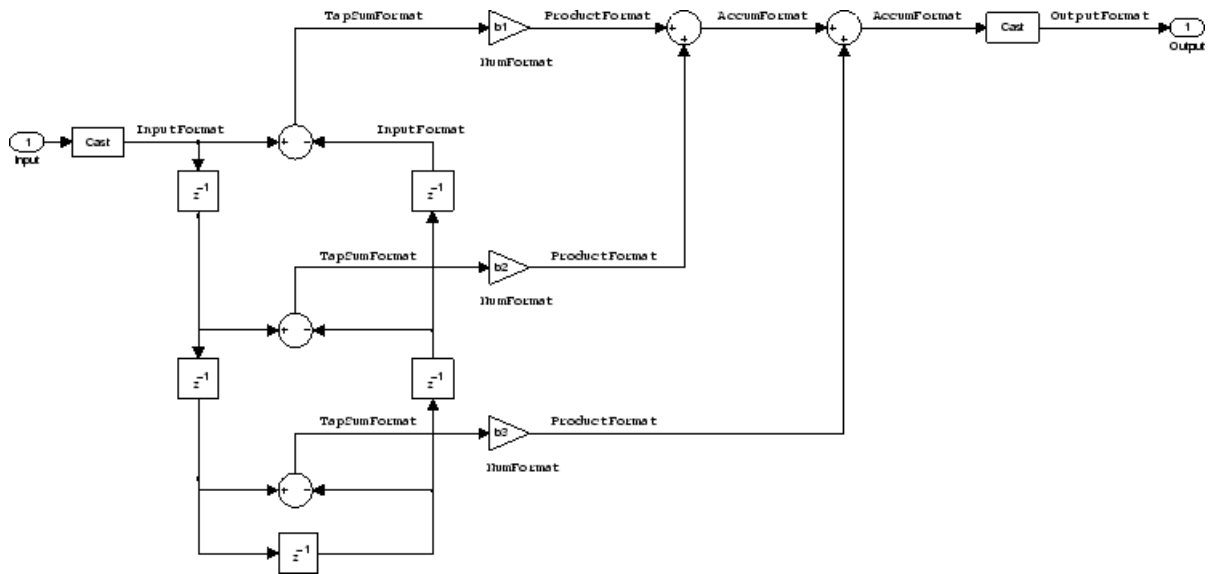 TapSumFormat
b1
ProductFormat
+
+
AccumFormat
+
+
AccumFormat
Cast
OutputFormat
1
Output
NumFormat
1
Input
Cast
InputFormat
+ −
InputFormat
z⁻¹
z⁻¹
TapSumFormat
b2
ProductFormat
NumFormat
+ −
z⁻¹
z⁻¹
TapSumFormat
b3
ProductFormat
NumFormat
+ −
z⁻¹